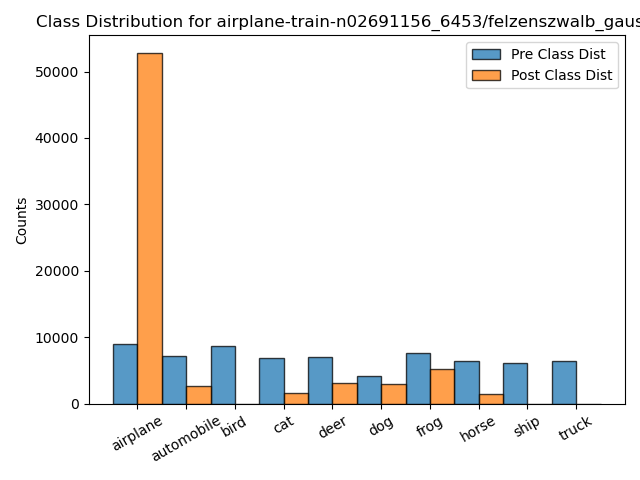 Class Distribution for airplane-train-n02691156_6453/felzenszwalb_gaus
Pre Class Dist
Post Class Dist
50000
40000
30000
20000
10000
0
Counts
airplane
automobile
bird
cat
deer
dog
frog
horse
ship
truck